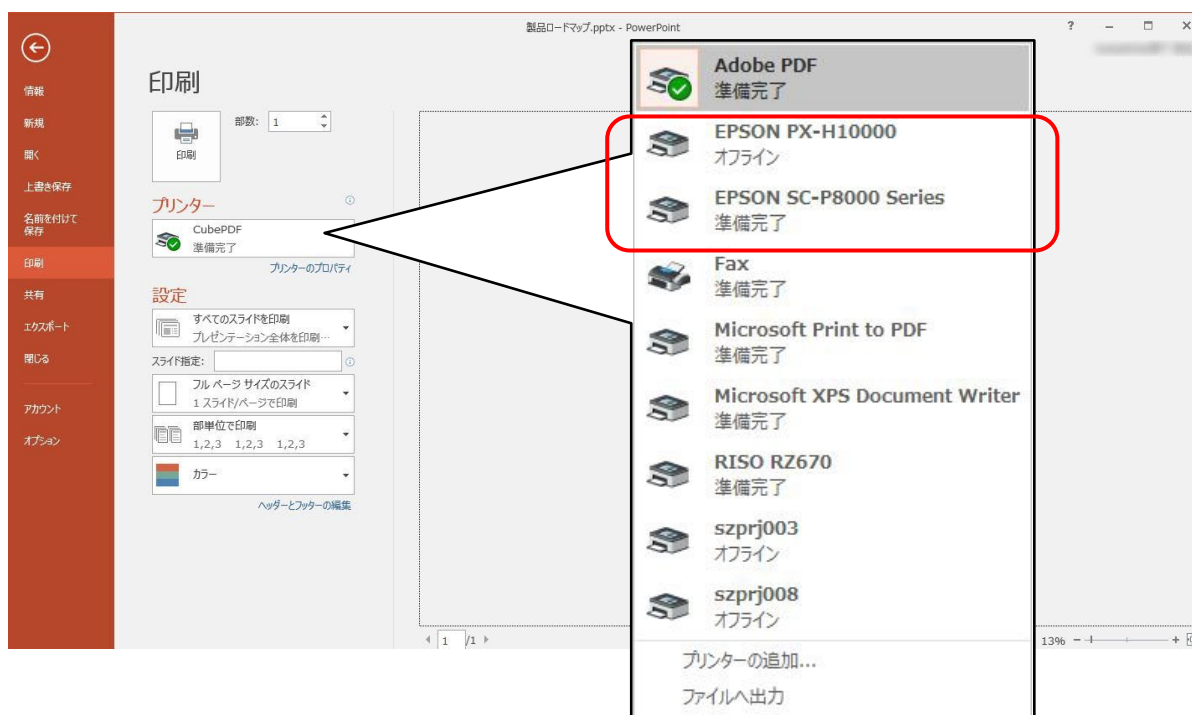 製品ロードマップ.pptx - PowerPoint
?
情報
新規
開く
上書き保存
名前を付けて
保存
印刷
共有
エクスポート
閉じる
アカウント
オプション
印刷
印刷
部数: 1
プリンター
CubePDF
準備完了
プリンターのプロパティ
設定
すべてのスライドを印刷
プレゼンテーション全体を印刷…
スライド指定:
フル ページ サイズのスライド
1 スライド/ページで印刷
部単位で印刷
1,2,3 1,2,3 1,2,3
カラー
ヘッダーとフッターの編集
Adobe PDF
準備完了
EPSON PX-H10000
オフライン
EPSON SC-P8000 Series
準備完了
Fax
準備完了
Microsoft Print to PDF
準備完了
Microsoft XPS Document Writer
準備完了
RISO RZ670
準備完了
szprj003
オフライン
szprj008
オフライン
プリンターの追加...
ファイルへ出力
1 /1
13%